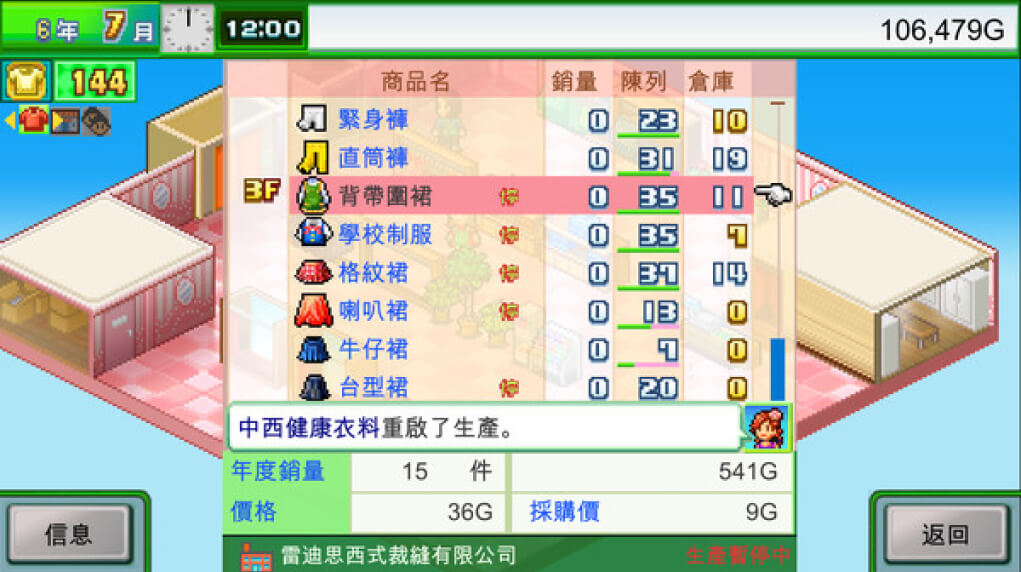 6年 7月 12:00 106,479G
144
商品名 銷量 陳列 倉庫
緊身褲 0 23 10
直筒褲 0 31 19
3F 背帶圍裙 0 35 11
學校制服 0 35 7
格紋裙 0 37 14
喇叭裙 0 13 0
牛仔裙 0 7 0
台型裙 0 20 0
中西健康衣料重啟了生產。
年度銷量 15 件 541G
價格 36G 採購價 9G
信息 雷迪思西式裁縫有限公司 生產暫停中 返回